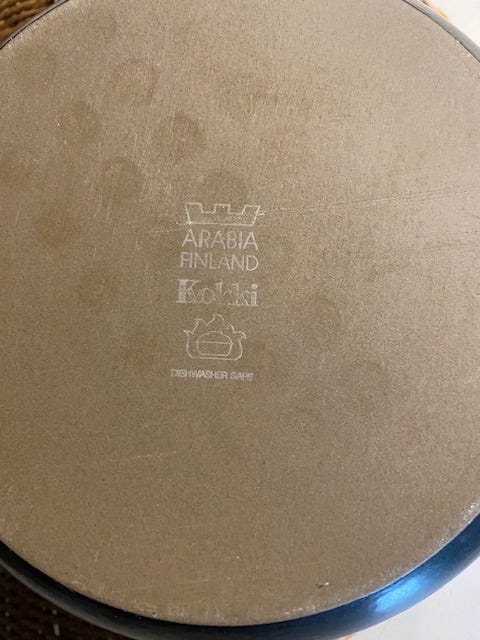 ARABIA
FINLAND
Kokki
DISHWASHER SAFE